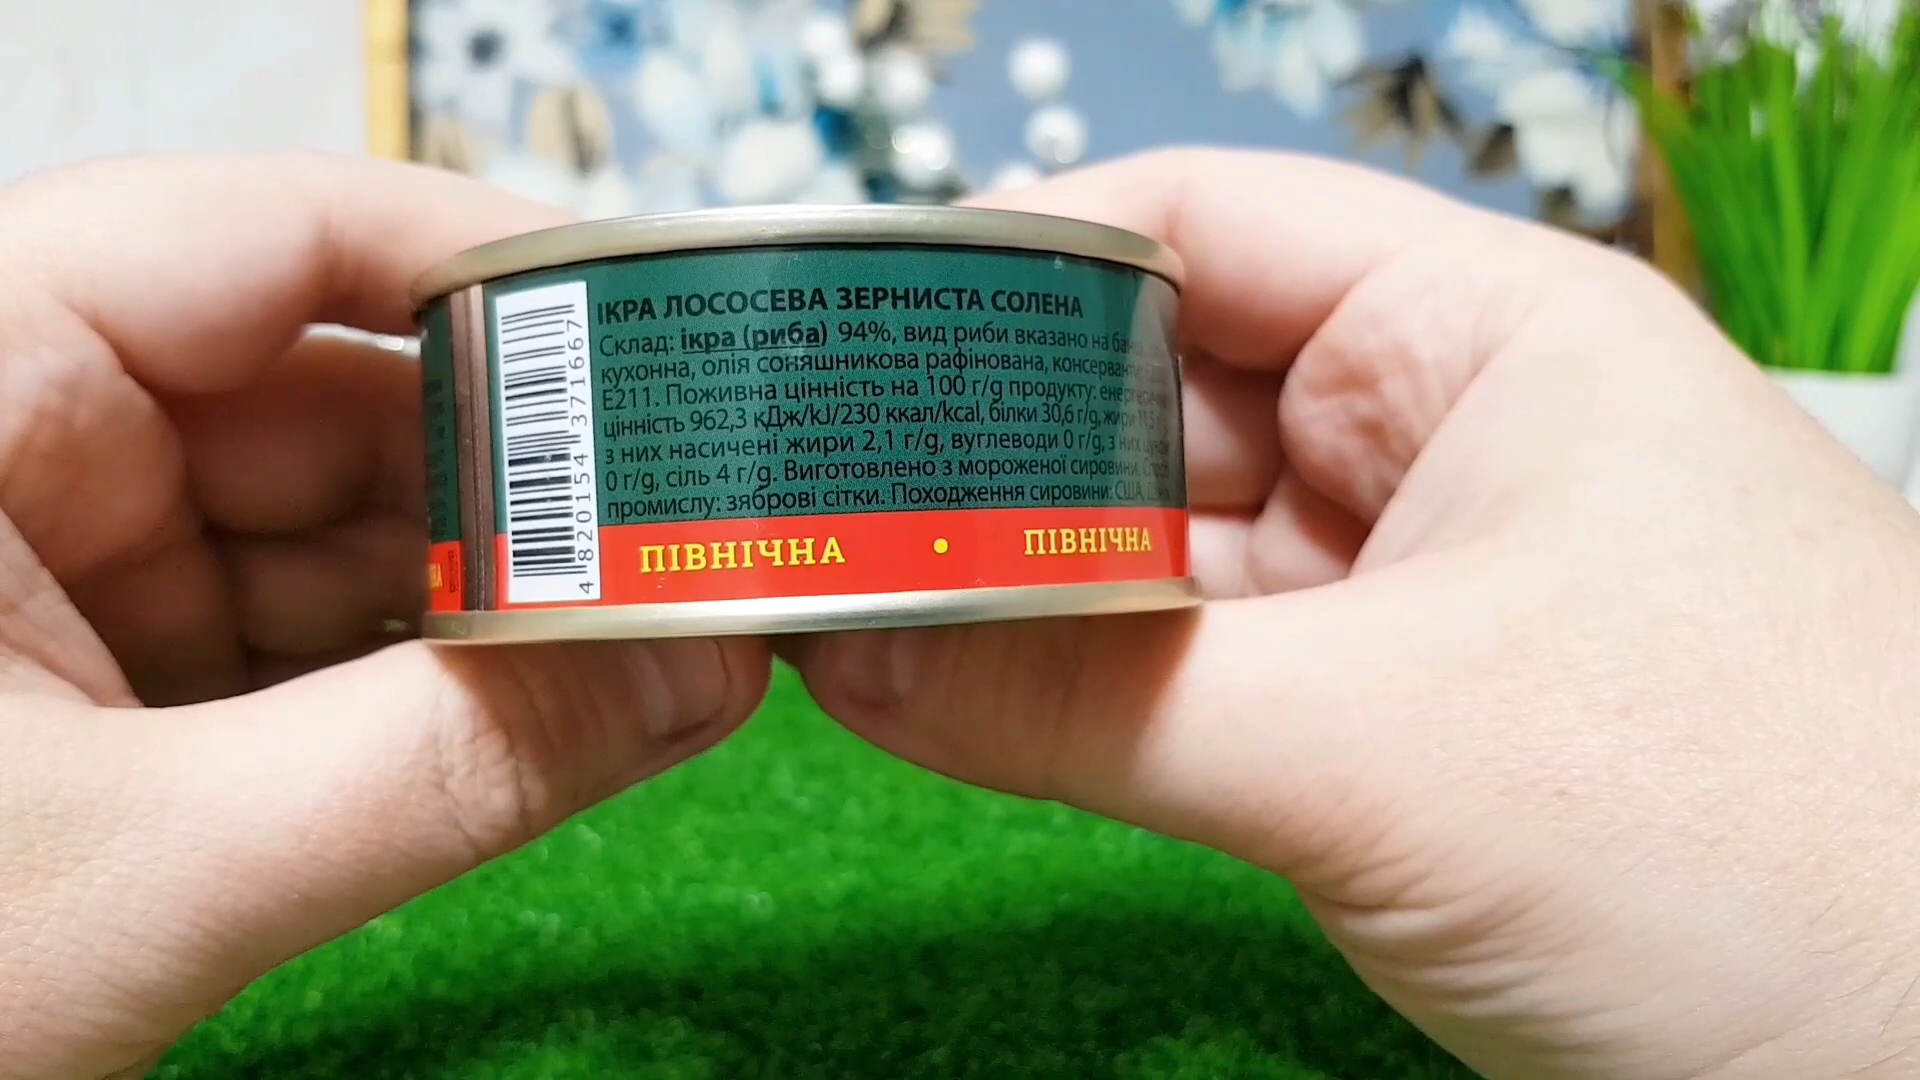 ІКРА ЛОСОСЕВА ЗЕРНИСТА СОЛЕНА
Склад: ікра (риба) 94%, вид риби вказано на
кухонна, олія соняшникова рафінована,
Е211. Поживна цінність на 100 г/g продукту:
цінність 962,3 кДж/kJ/230 ккал/kcal, білки 30,6 г/g, жири
з них насичені жири 2,1 г/g, вуглеводи 0 г/g, з них
0 г/g, сіль 4 г/g. Виготовлено з мороженої сировини.
промислу: зяброві сітки. Походження сировини: США,
4 820154 371667
ПІВНІЧНА • ПІВНІЧНА